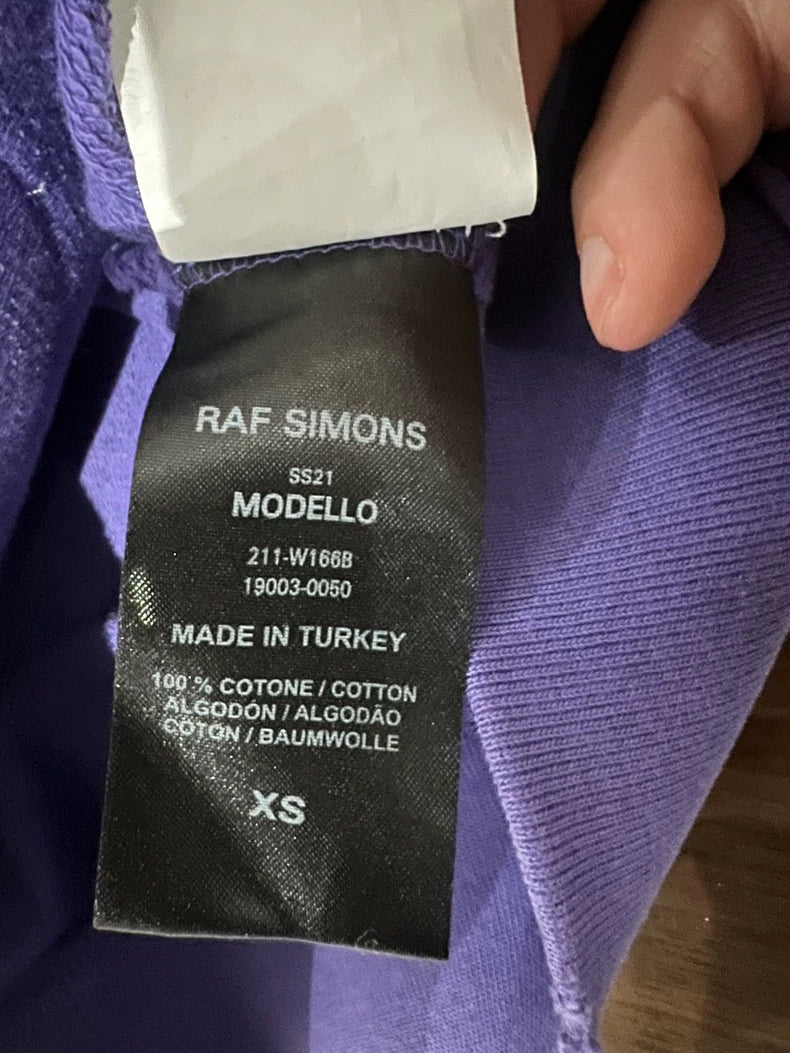 RAF SIMONS
SS21
MODELLO
211-W166B
19003-0050
MADE IN TURKEY
100 % COTONE / COTTON
ALGODÓN / ALGODÃO
COTON / BAUMWOLLE
XS